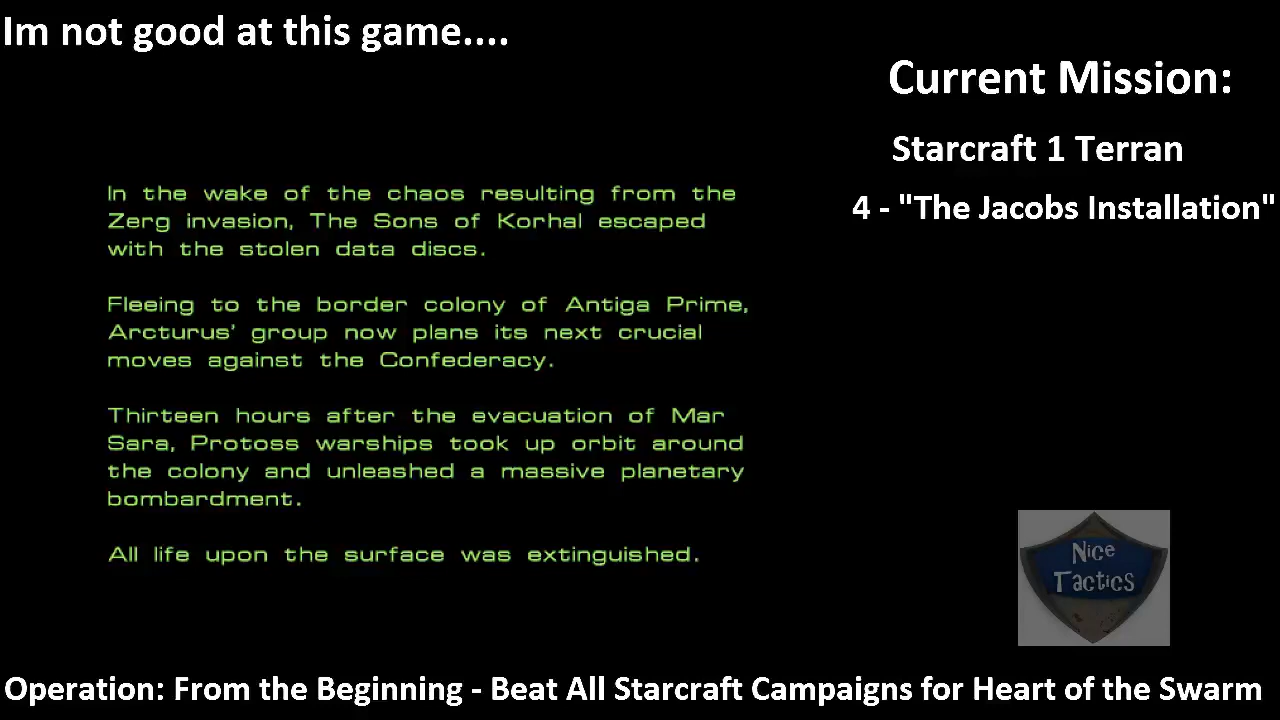 Im not good at this game....
Current Mission:
Starcraft 1 Terran
4 - "The Jacobs Installation"
In the wake of the chaos resulting from the
Zerg invasion, The Sons of Korhal escaped
with the stolen data discs.
Fleeing to the border colony of Antiga Prime,
Arcturus' group now plans its next crucial
moves against the Confederacy.
Thirteen hours after the evacuation of Mar
Sara, Protoss warships took up orbit around
the colony and unleashed a massive planetary
bombardment.
All life upon the surface was extinguished.
Nice
Tactics
Operation: From the Beginning - Beat All Starcraft Campaigns for Heart of the Swarm